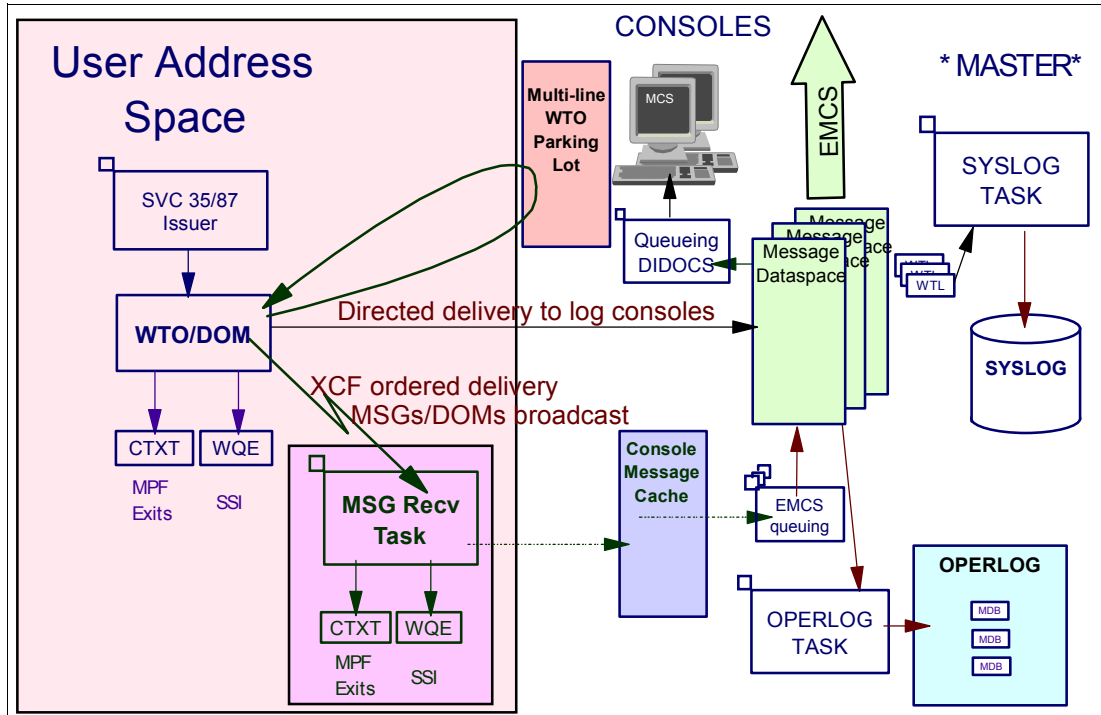 User Address
Space
SVC 35/87
Issuer
WTO/DOM
CTXT
WQE
MPF
Exits
SSI
MSG Recv
Task
CTXT
WQE
MPF
Exits
SSI
Multi-line
WTO
Parking
Lot
CONSOLES
MCS
Queueing
DIDOCS
Directed delivery to log consoles
XCF ordered delivery
MSGs/DOMs broadcast
Console
Message
Cache
EMCS
Message
Message
Message
Dataspace
EMCS
queuing
OPERLOG
TASK
* MASTER*
SYSLOG
TASK
WTL
SYSLOG
OPERLOG
MDB
MDB
MDB